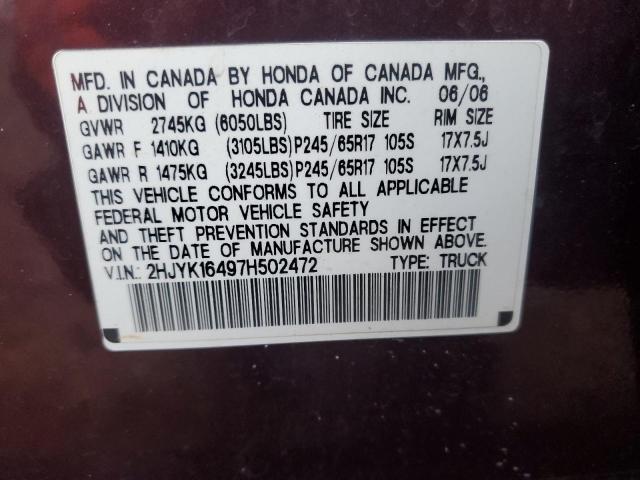 MFD. IN CANADA BY HONDA OF CANADA MFG.,
A DIVISION OF HONDA CANADA INC. 06/06
GVWR 2745KG (6050LBS) TIRE SIZE RIM SIZE
GAWR F 1410KG (3105LBS) P245/65R17 105S 17X7.5J
GAWR R 1475KG (3245LBS) P245/65R17 105S 17X7.5J
THIS VEHICLE CONFORMS TO ALL APPLICABLE
FEDERAL MOTOR VEHICLE SAFETY
AND THEFT PREVENTION STANDARDS IN EFFECT
ON THE DATE OF MANUFACTURE SHOWN ABOVE.
V.I.N.: 2HJYK16497H502472 TYPE: TRUCK